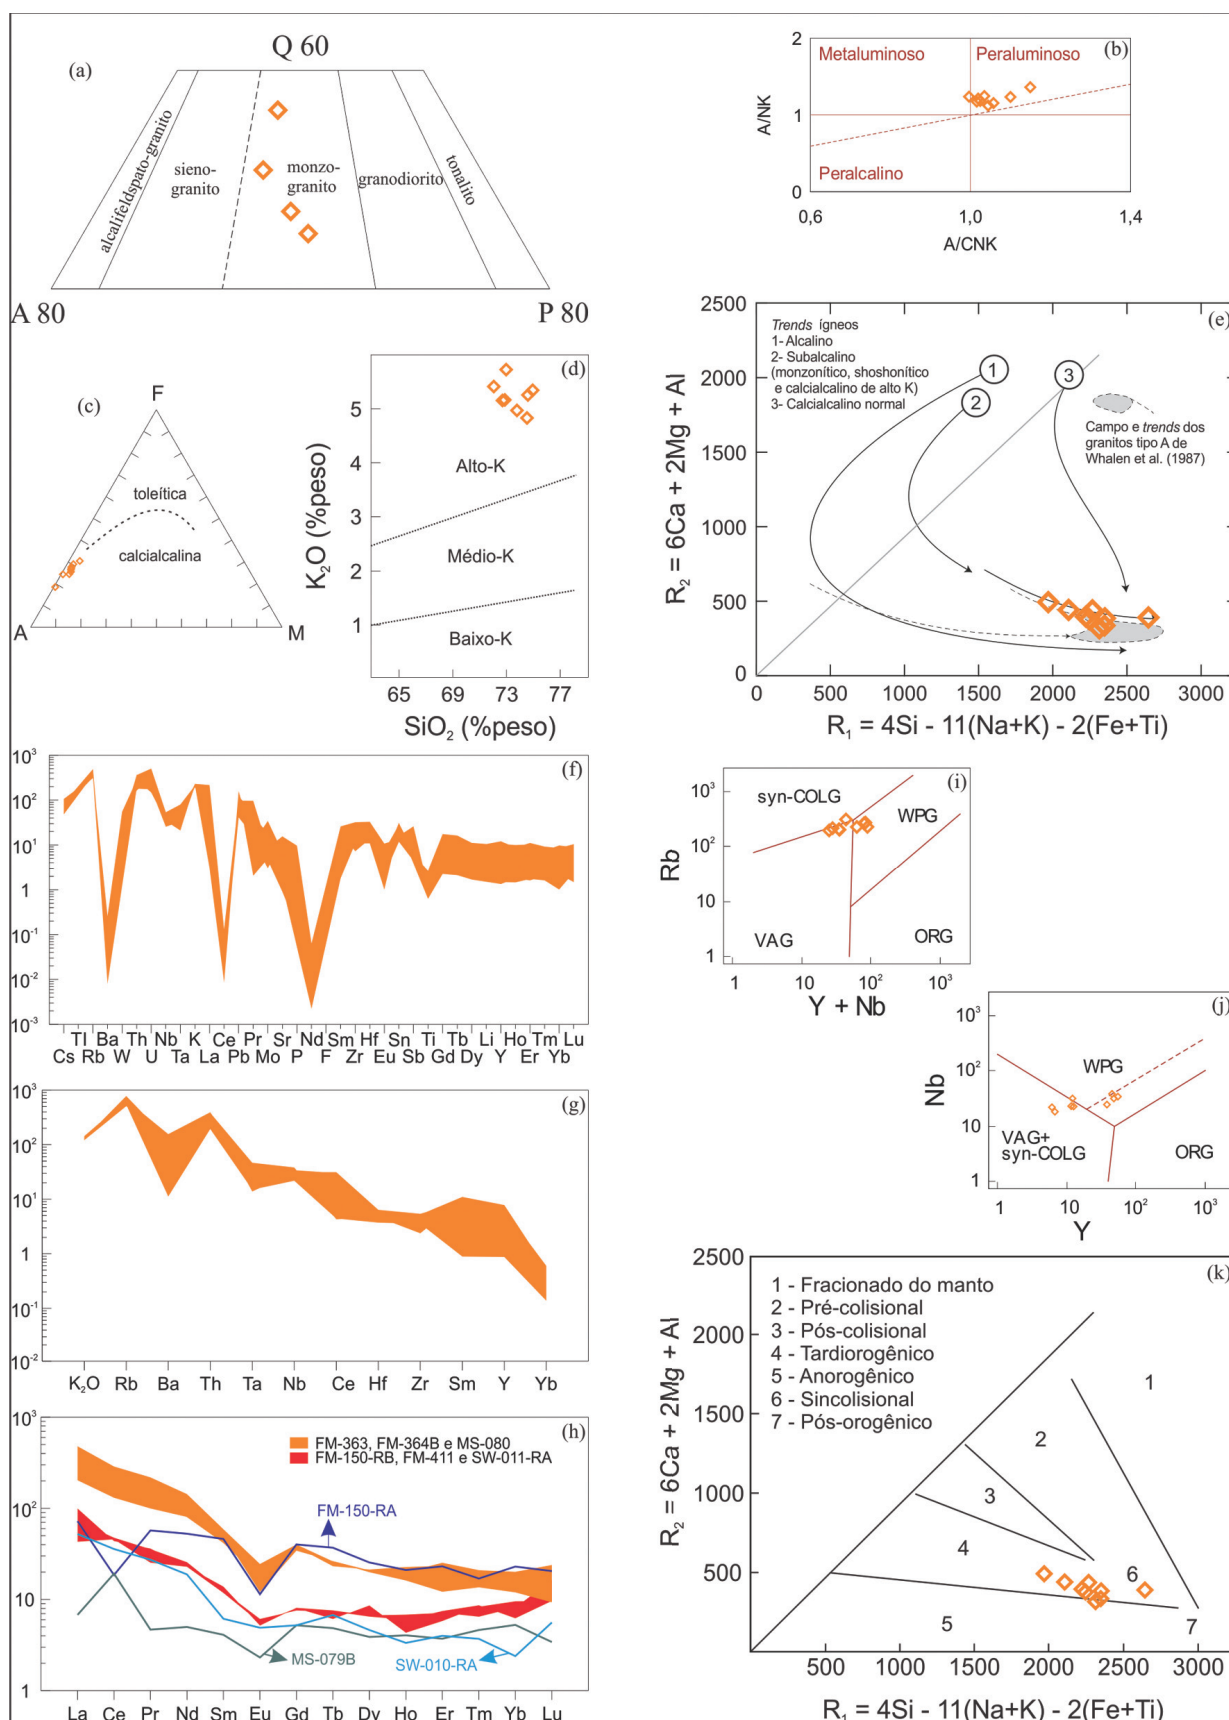 (a)
Q 60
alcalifeldspato-granito
sieno-
granito
monzo-
granito
granodiorito
tonalito
A 80
P 80
(b)
Metaluminoso
Peraluminoso
Peralcalino
A/NK
2
1
0
0,6
1,0
1,4
A/CNK
(c)
F
toleítica
calcialcalina
A
M
(d)
K₂O (%peso)
5
4
3
2
1
Alto-K
Médio-K
Baixo-K
65
69
73
77
SiO₂ (%peso)
(e)
R₂ = 6Ca + 2Mg + Al
2500
2000
1500
1000
500
0
Trends ígneos
1- Alcalino
2- Subalcalino
(monzonítico, shoshonítico
e calcialcalino de alto K)
3- Calcialcalino normal
1
2
3
Campo e trends dos
granitos tipo A de
Whalen et al. (1987)
0
500
1000
1500
2000
2500
3000
R₁ = 4Si - 11(Na+K) - 2(Fe+Ti)
(f)
10³
10²
10
1
10⁻¹
10⁻²
10⁻³
Tl Ba Th Nb K Ce Pr Sr Nd Sm Hf Sn Ti Tb Li Ho Tm Lu
Cs Rb W U Ta La Pb Mo P F Zr Eu Sb Gd Dy Y Er Yb
(g)
10³
10²
10
1
10⁻¹
10⁻²
K₂O Rb Ba Th Ta Nb Ce Hf Zr Sm Y Yb
(h)
10³
10²
10
1
FM-363, FM-364B e MS-080
FM-150-RB, FM-411 e SW-011-RA
FM-150-RA
MS-079B
SW-010-RA
La Ce Pr Nd Sm Eu Gd Tb Dy Ho Er Tm Yb Lu
(i)
Rb
10³
10²
10
1
syn-COLG
WPG
VAG
ORG
1
10
10²
10³
Y + Nb
(j)
Nb
10³
10²
10
1
WPG
VAG+
syn-COLG
ORG
1
10
10²
10³
Y
(k)
R₂ = 6Ca + 2Mg + Al
2500
2000
1500
1000
500
1 - Fracionado do manto
2 - Pré-colisional
3 - Pós-colisional
4 - Tardiorogênico
5 - Anorogênico
6 - Sincolisional
7 - Pós-orogênico
1
2
3
4
6
5
7
500
1000
1500
2000
2500
3000
R₁ = 4Si - 11(Na+K) - 2(Fe+Ti)